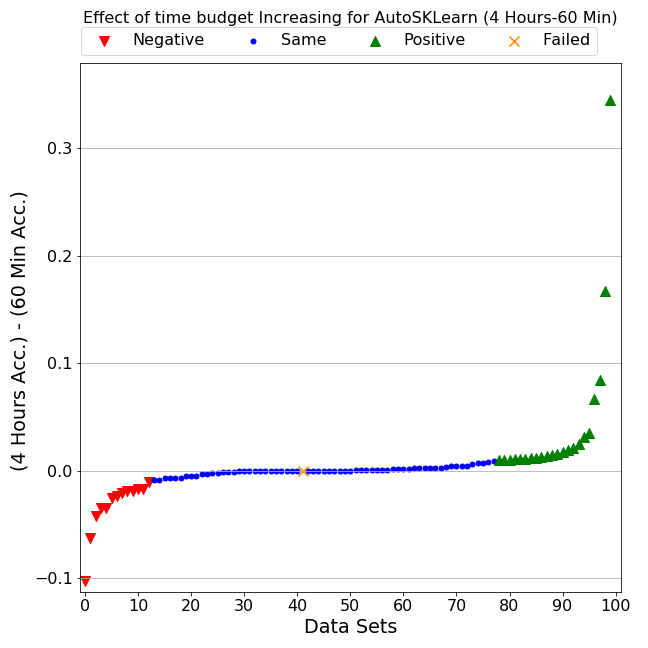 Effect of time budget Increasing for AutoSKLearn (4 Hours-60 Min)
Negative Same Positive Failed
(4 Hours Acc.) - (60 Min Acc.)
0.3
0.2
0.1
0.0
−0.1
0 10 20 30 40 50 60 70 80 90 100
Data Sets